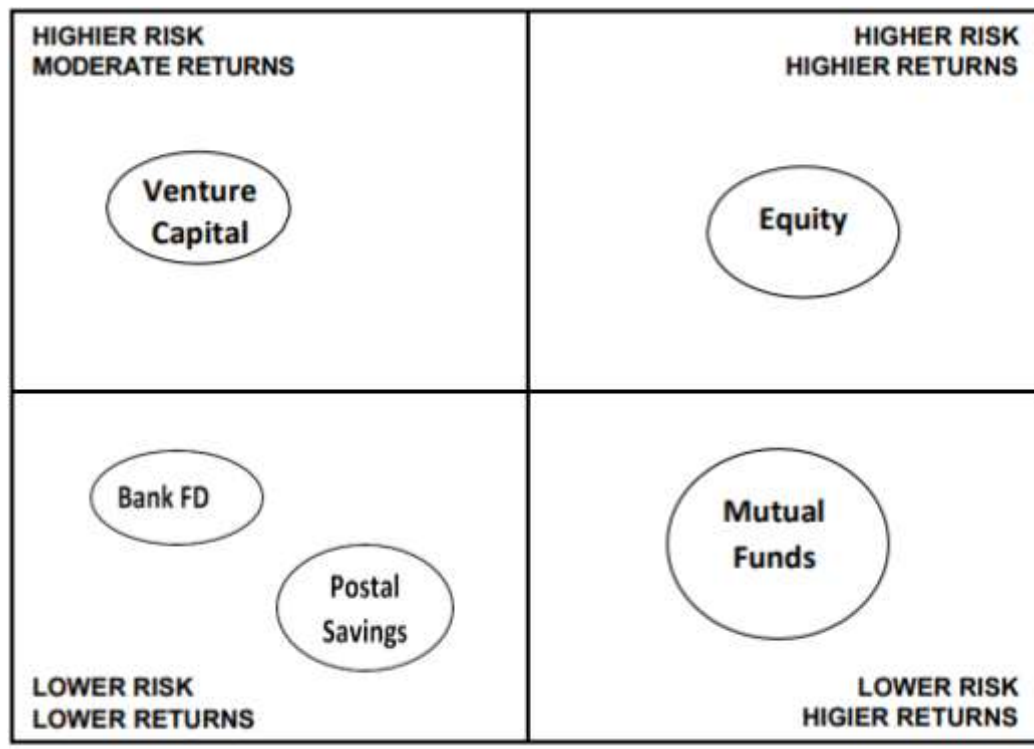 HIGHIER RISK
MODERATE RETURNS
HIGHER RISK
HIGHIER RETURNS
Venture
Capital
Equity
Bank FD
Postal
Savings
Mutual
Funds
LOWER RISK
LOWER RETURNS
LOWER RISK
HIGIER RETURNS